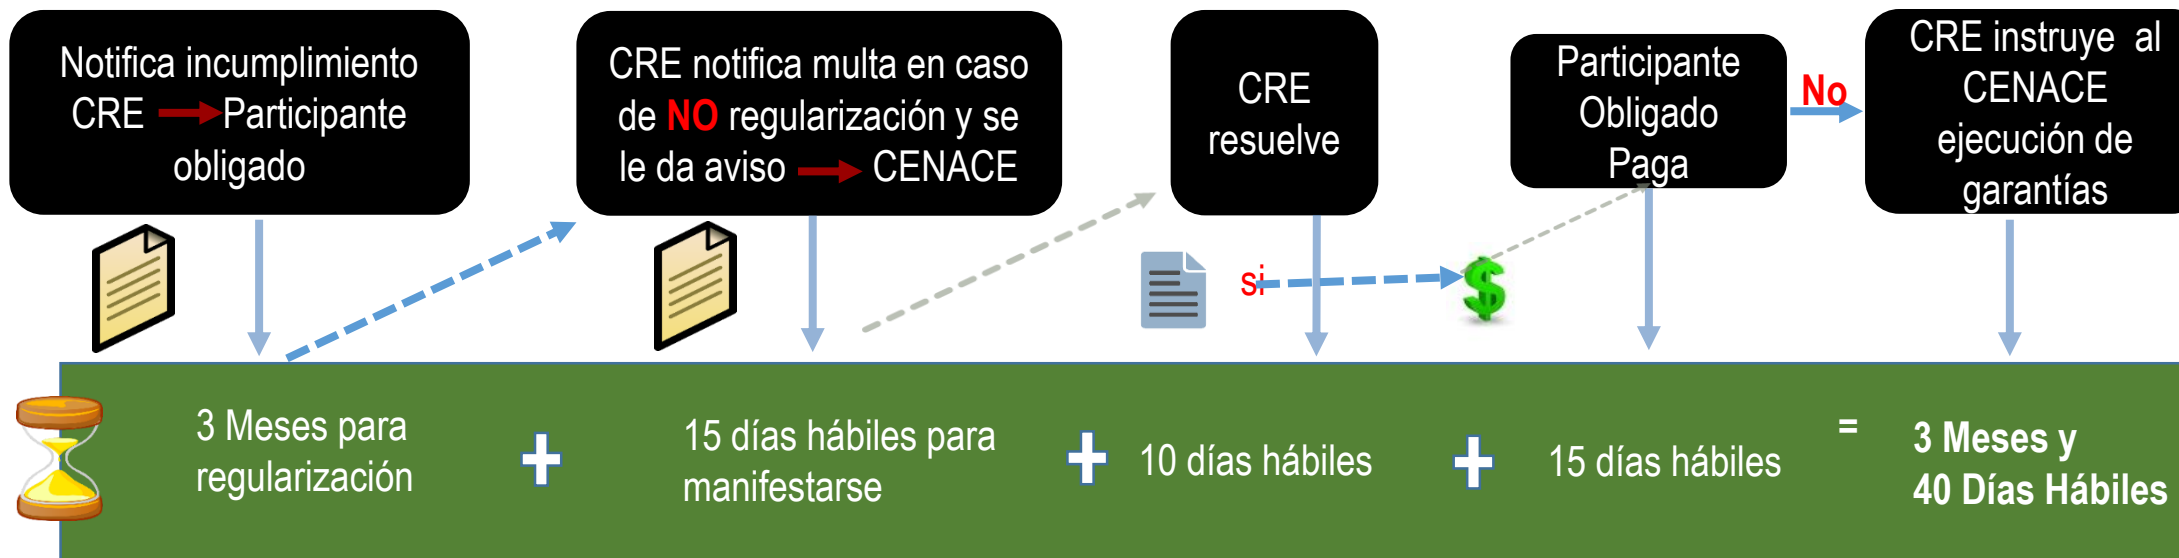 Notifica incumplimiento
CRE Participante
obligado
CRE notifica multa en caso
de NO regularización y se
le da aviso CENACE
CRE
resuelve
Participante
Obligado
Paga
No
CRE instruye al
CENACE
ejecución de
garantías
si
$
3 Meses para
regularización
+
15 días hábiles para
manifestarse
+
10 días hábiles
+
15 días hábiles
=
3 Meses y
40 Días Hábiles